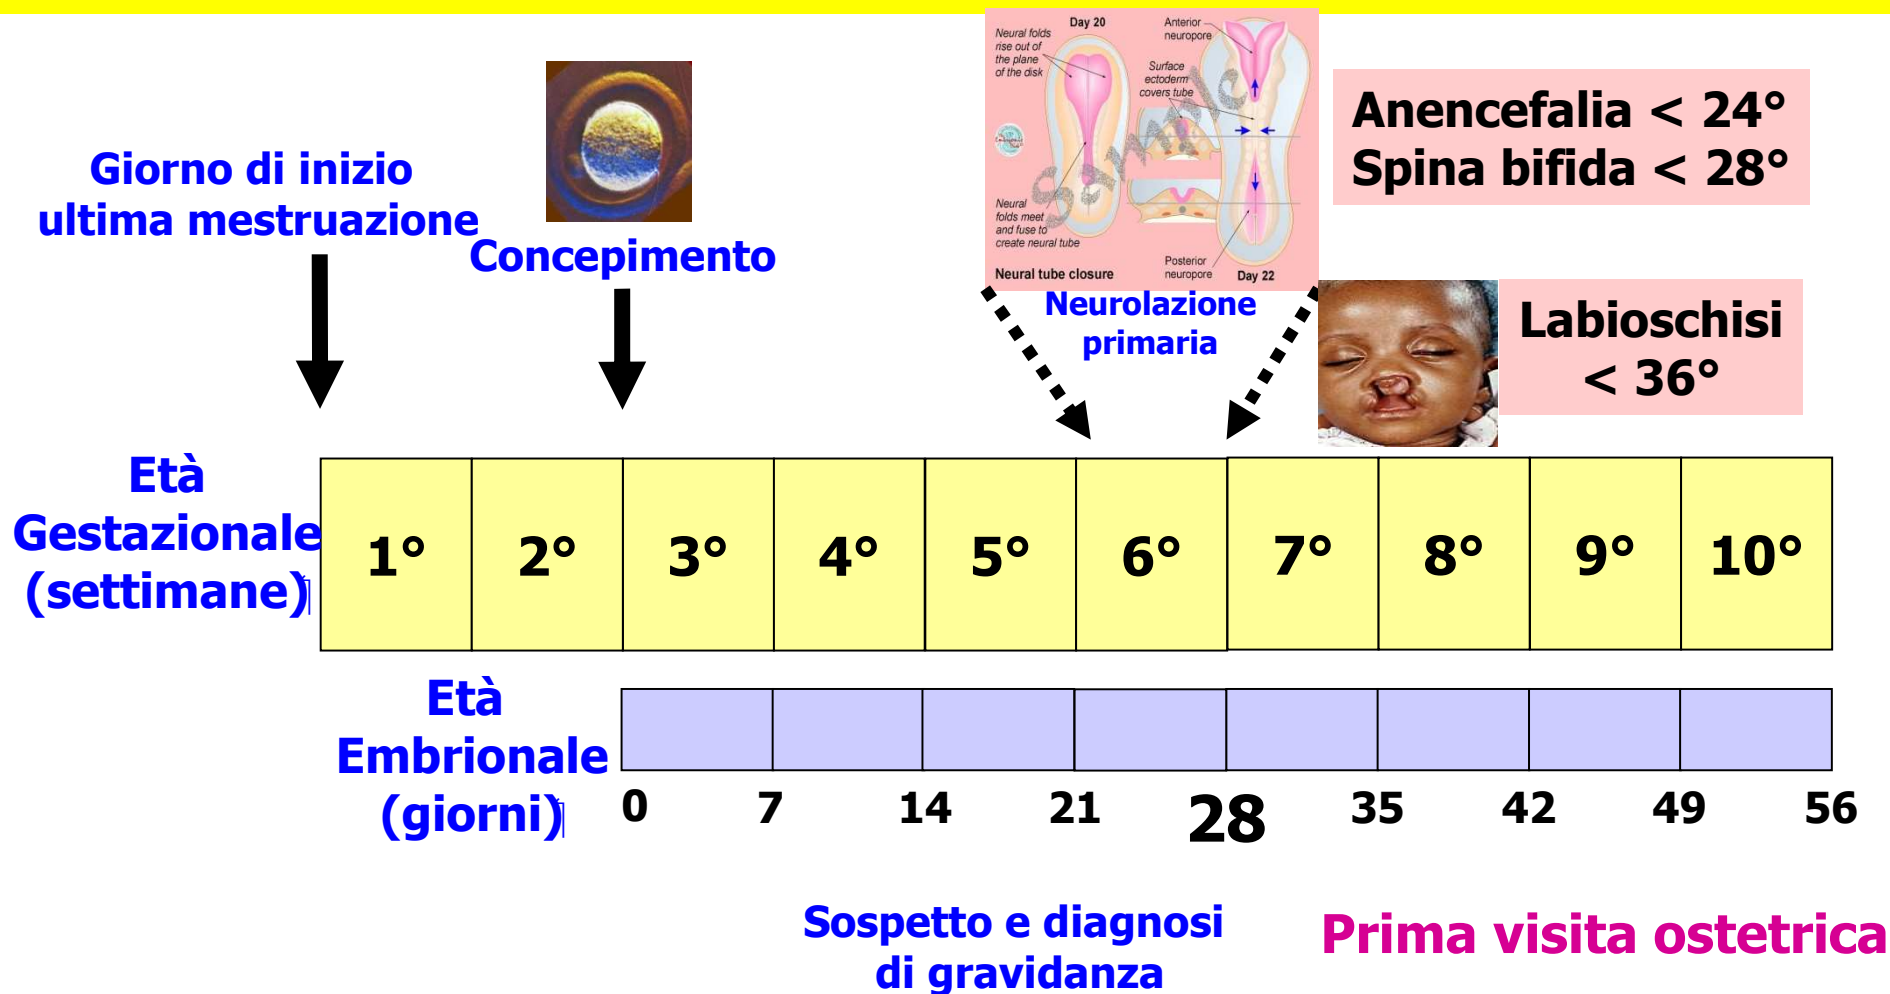 Day 20
Neural folds
rise out of
the plane
of the disk
Anterior
neuropore
Surface
ectoderm
covers tube
Neural
folds meet
and fuse to
create neural tube
Neural tube closure
Posterior
neuropore
Day 22
Sample
Anencefalia < 24°
Spina bifida < 28°
Giorno di inizio
ultima mestruazione
Concepimento
Neurolazione
primaria
Labioschisi
< 36°
Età
Gestazionale
(settimane)
1° 2° 3° 4° 5° 6° 7° 8° 9° 10°
Età
Embrionale
(giorni)
0 7 14 21 28 35 42 49 56
Sospetto e diagnosi
di gravidanza
Prima visita ostetrica